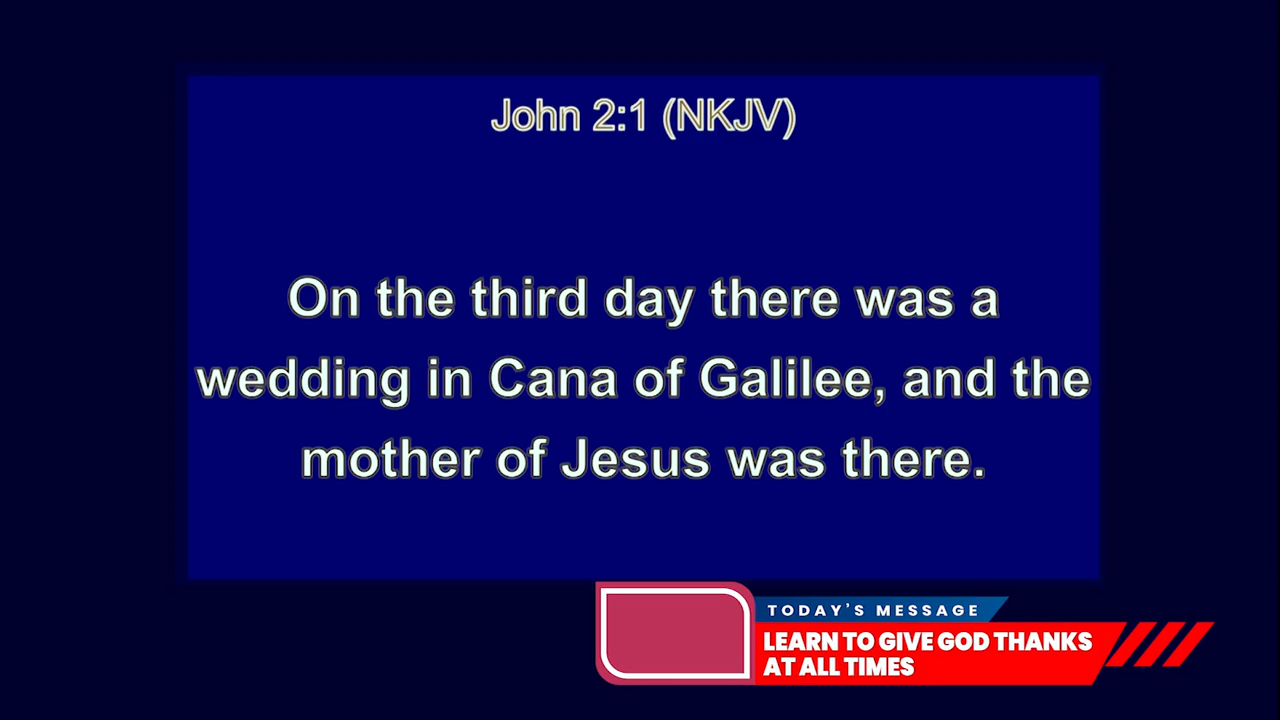 John 2:1 (NKJV)
On the third day there was a
wedding in Cana of Galilee, and the
mother of Jesus was there.
TODAY'S MESSAGE
LEARN TO GIVE GOD THANKS
AT ALL TIMES